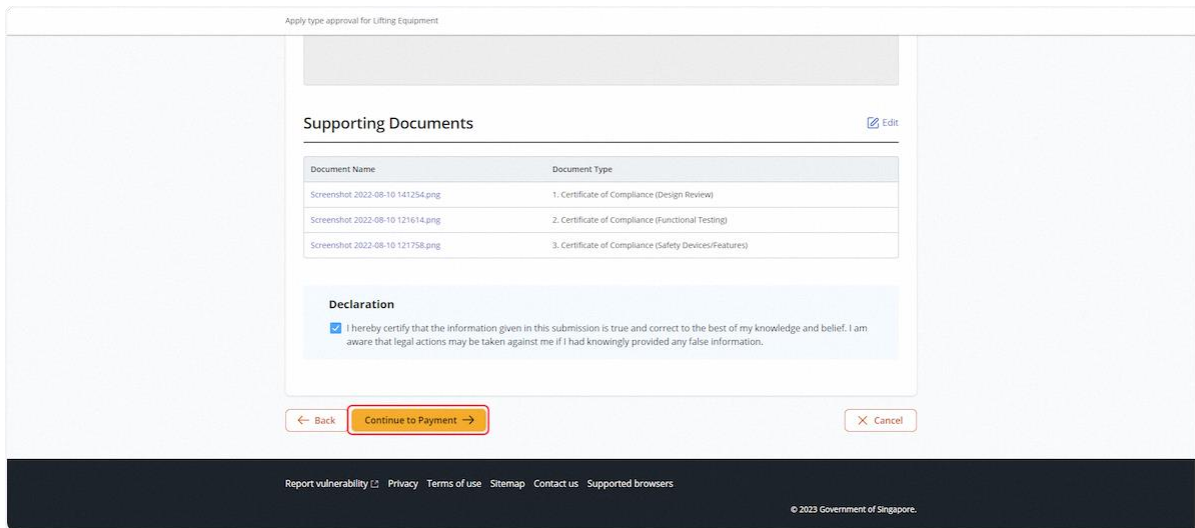 Apply type approval for Lifting Equipment
Supporting Documents
Edit
Document Name Document Type
Screenshot 2022-08-10 141254.png 1. Certificate of Compliance (Design Review)
Screenshot 2022-08-10 121614.png 2. Certificate of Compliance (Functional Testing)
Screenshot 2022-08-10 121758.png 3. Certificate of Compliance (Safety Devices/Features)
Declaration
I hereby certify that the information given in this submission is true and correct to the best of my knowledge and belief. I am
aware that legal actions may be taken against me if I had knowingly provided any false information.
Back Continue to Payment Cancel
Report vulnerability Privacy Terms of use Sitemap Contact us Supported browsers
© 2023 Government of Singapore.